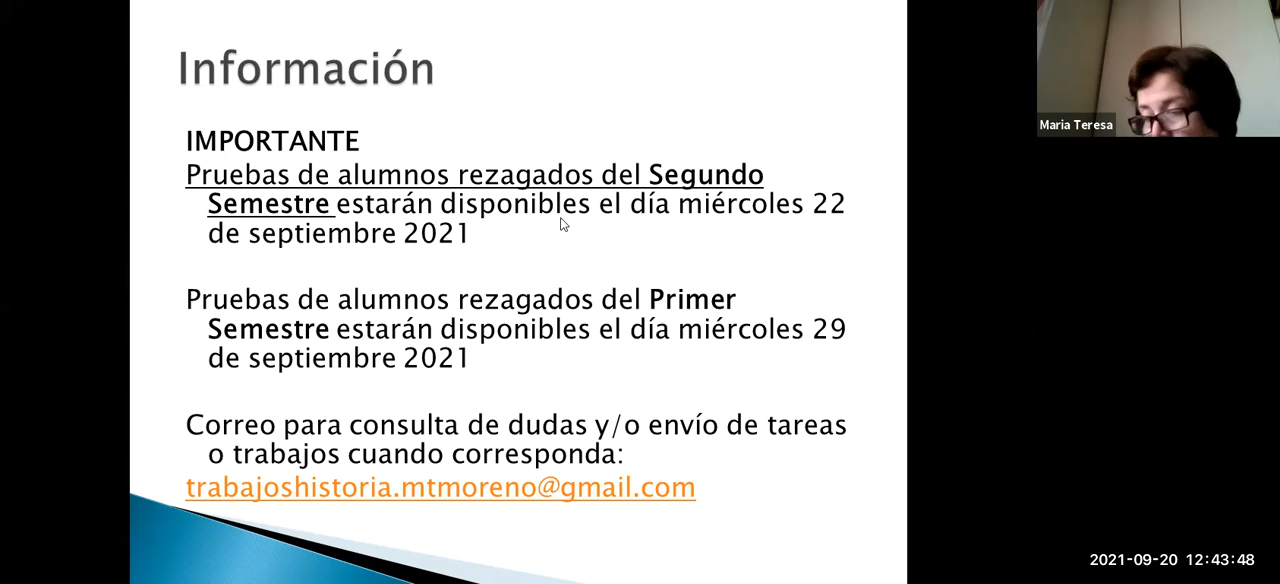 Información
IMPORTANTE
Pruebas de alumnos rezagados del Segundo
Semestre estarán disponibles el día miércoles 22
de septiembre 2021
Pruebas de alumnos rezagados del Primer
Semestre estarán disponibles el día miércoles 29
de septiembre 2021
Correo para consulta de dudas y/o envío de tareas
o trabajos cuando corresponda:
trabajoshistoria.mtmoreno@gmail.com
Maria Teresa
2021-09-20 12:43:48